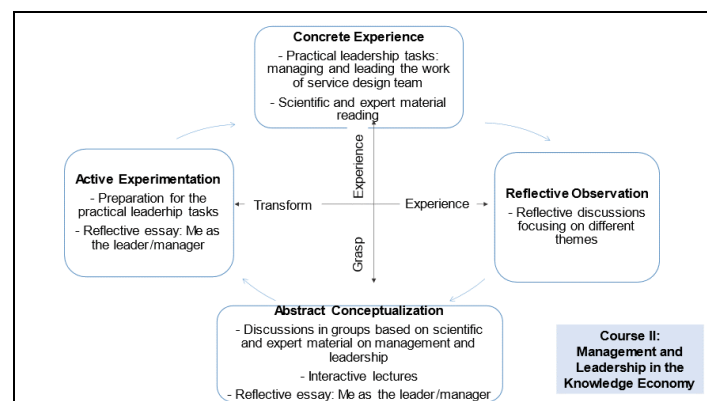 Concrete Experience
- Practical leadership tasks:
managing and leading the work
of service design team
- Scientific and expert material
reading
Active Experimentation
- Preparation for the
practical leaderhip tasks
- Reflective essay: Me as
the leader/manager
Experience
Transform
Experience
Grasp
Reflective Observation
- Reflective discussions
focusing on different
themes
Abstract Conceptualization
- Discussions in groups based on scientific
and expert material on management and
leadership
- Interactive lectures
- Reflective essay: Me as the leader/manager
Course II:
Management and
Leadership in the
Knowledge Economy